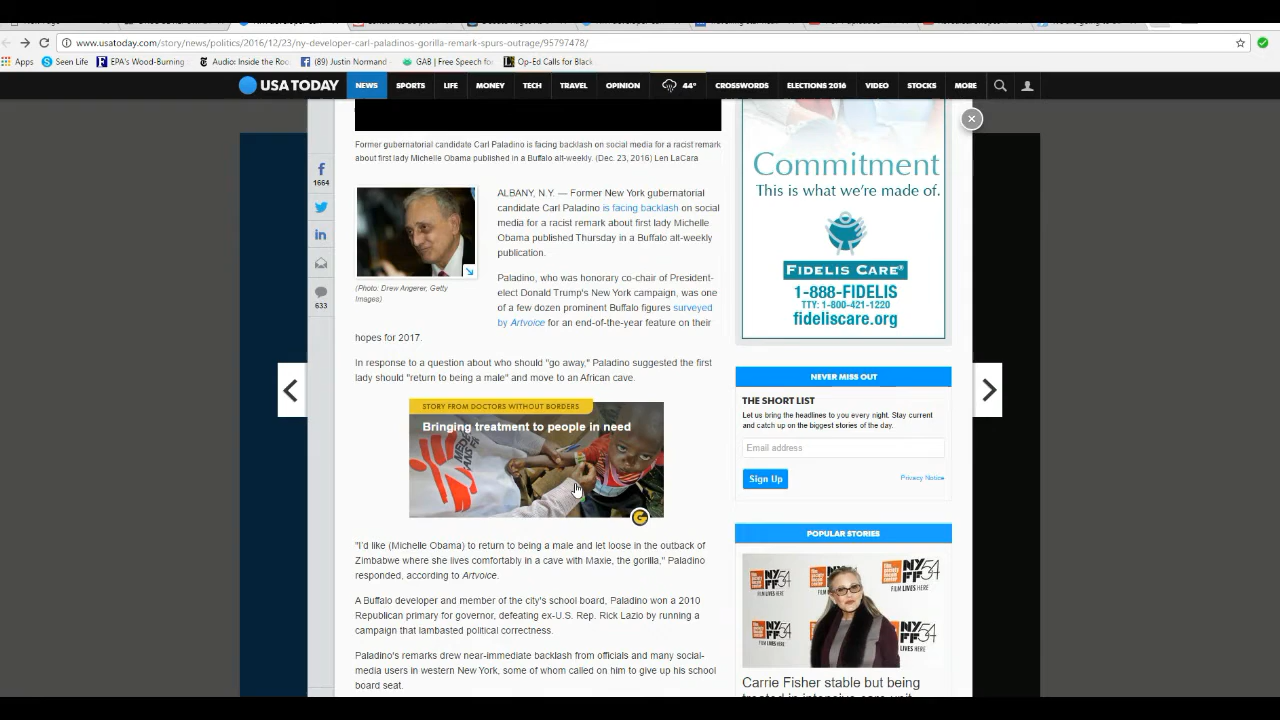 www.usatoday.com/story/news/politics/2016/12/23/ny-developer-carl-paladinos-gorilla-remark-spurs-outrage/95797478/
Apps Seen Life EPA's Wood-Burning Audio: Inside the Roo (89) Justin Normand GAB | Free Speech fo Op-Ed Calls for Black
USA TODAY NEWS SPORTS LIFE MONEY TECH TRAVEL OPINION 44° CROSSWORDS ELECTIONS 2016 VIDEO STOCKS MORE
1664
633
Former gubernatorial candidate Carl Paladino is facing backlash on social media for a racist remark
about first lady Michelle Obama published in a Buffalo alt-weekly. (Dec. 23, 2016) Len LaCara
(Photo: Drew Angerer, Getty
Images)
ALBANY, N.Y. — Former New York gubernatorial
candidate Carl Paladino is facing backlash on social
media for a racist remark about first lady Michelle
Obama published Thursday in a Buffalo alt-weekly
publication.
Paladino, who was honorary co-chair of President-
elect Donald Trump's New York campaign, was one
of a few dozen prominent Buffalo figures surveyed
by Artvoice for an end-of-the-year feature on their
hopes for 2017.
In response to a question about who should "go away," Paladino suggested the first
lady should "return to being a male" and move to an African cave.
STORY FROM DOCTORS WITHOUT BORDERS
Bringing treatment to people in need
"I'd like (Michelle Obama) to return to being a male and let loose in the outback of
Zimbabwe where she lives comfortably in a cave with Maxie, the gorilla," Paladino
responded, according to Artvoice.
A Buffalo developer and member of the city's school board, Paladino won a 2010
Republican primary for governor, defeating ex-U.S. Rep. Rick Lazio by running a
campaign that lambasted political correctness.
Paladino's remarks drew near-immediate backlash from officials and many social-
media users in western New York, some of whom called on him to give up his school
board seat.
Commitment
This is what we're made of.
FIDELIS CARE®
1-888-FIDELIS
TTY: 1-800-421-1220
fideliscare.org
NEVER MISS OUT
THE SHORT LIST
Let us bring the headlines to you every night. Stay current
and catch up on the biggest stories of the day.
Email address
Sign Up
Privacy Notice
POPULAR STORIES
NYFF54
FILM LIVES HERE
Carrie Fisher stable but being